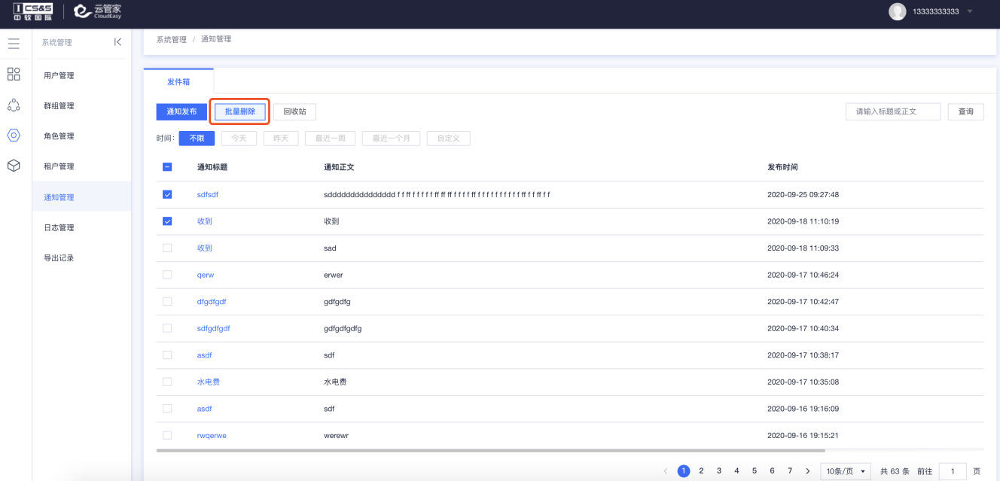 CS&S
中软国际
云管家
CloudEasy
13333333333
系统管理
用户管理
群组管理
角色管理
租户管理
通知管理
日志管理
导出记录
系统管理 / 通知管理
发件箱
通知发布 批量删除 回收站 请输入标题或正文 查询
时间: 不限 今天 昨天 最近一周 最近一个月 自定义
通知标题 通知正文 发布时间
sdfsdf 2020-09-25 09:27:48
收到 收到 2020-09-18 11:10:19
收到 sad 2020-09-18 11:09:33
qerw erwer 2020-09-17 10:46:24
dfgdfgdf gdfgdfg 2020-09-17 10:42:47
sdfgdfgdf gdfgdfgdfg 2020-09-17 10:40:34
asdf sdf 2020-09-17 10:38:17
水电费 水电费 2020-09-17 10:35:08
asdf sdf 2020-09-16 19:16:09
rwqerwe werewr 2020-09-16 19:15:21
1 2 3 4 5 6 7 10条/页 共 63 条 前往 1 页